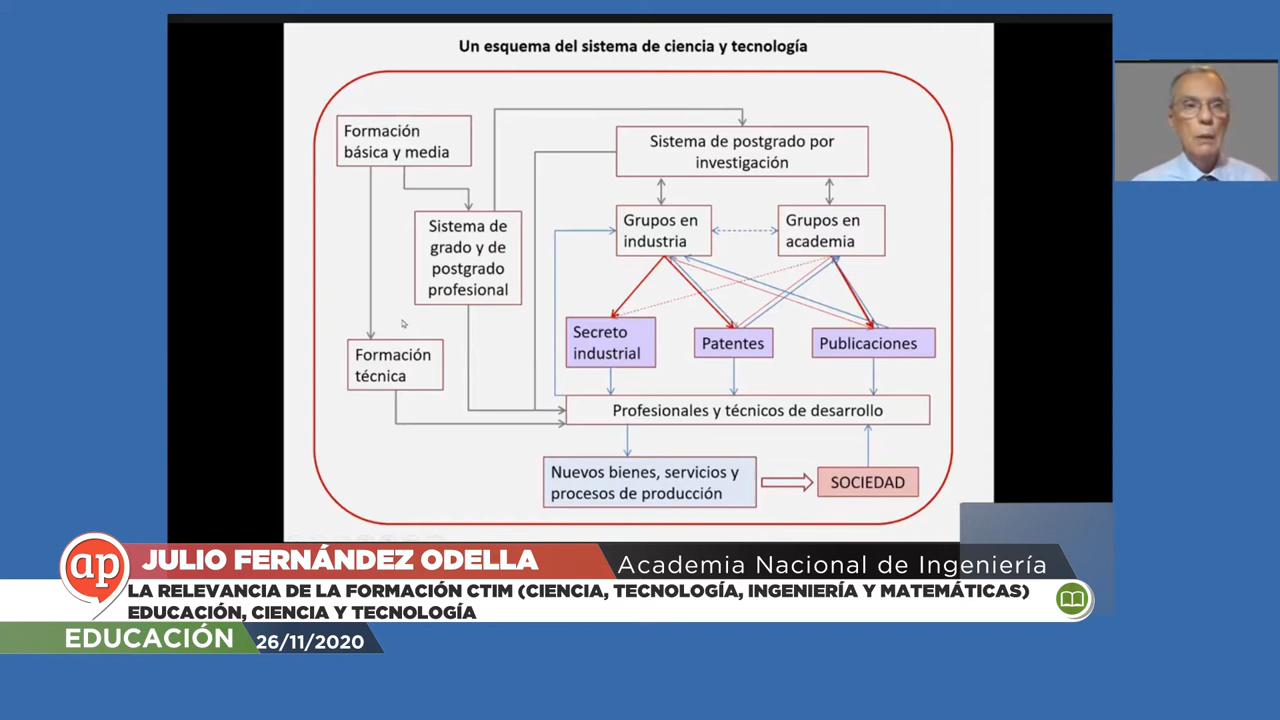 Un esquema del sistema de ciencia y tecnología
Formación
básica y media
Sistema de postgrado por
investigación
Sistema de
grado y de
postgrado
profesional
Grupos en
industria
Grupos en
academia
Formación
técnica
Secreto
industrial
Patentes
Publicaciones
Profesionales y técnicos de desarrollo
Nuevos bienes, servicios y
procesos de producción
SOCIEDAD
ap
JULIO FERNÁNDEZ ODELLA
Academia Nacional de Ingeniería
LA RELEVANCIA DE LA FORMACIÓN CTIM (CIENCIA, TECNOLOGÍA, INGENIERÍA Y MATEMÁTICAS)
EDUCACIÓN, CIENCIA Y TECNOLOGÍA
EDUCACIÓN
26/11/2020